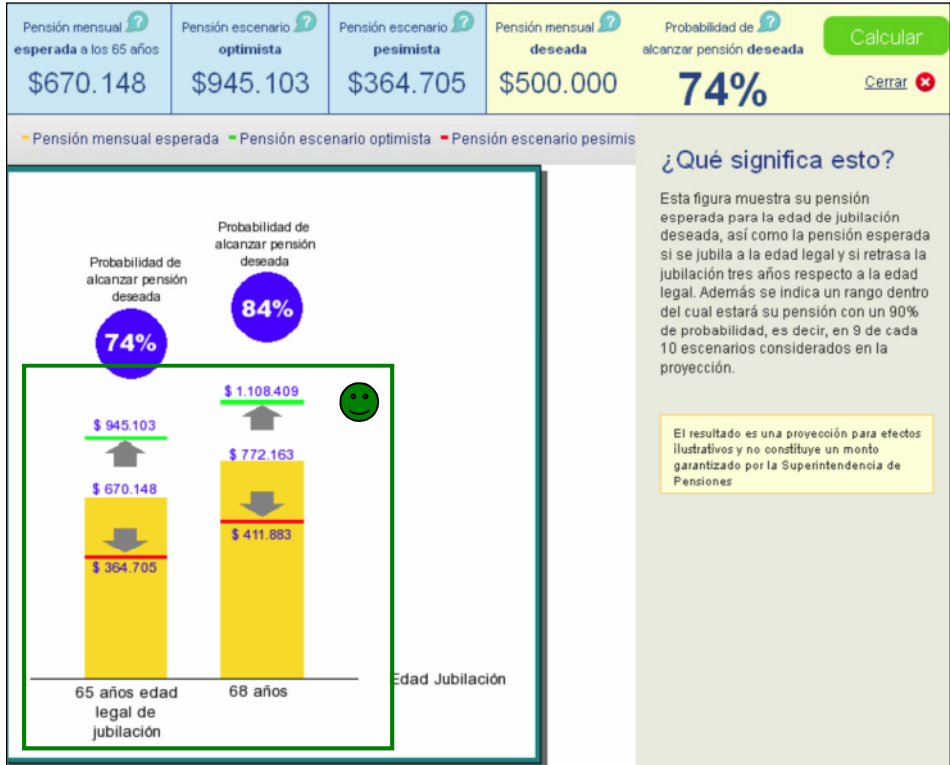 Pensión mensual ?
esperada a los 65 años
$670.148
Pensión escenario ?
optimista
$945.103
Pensión escenario ?
pesimista
$364.705
Pensión mensual ?
deseada
$500.000
Probabilidad de ?
alcanzar pensión deseada
74%
Calcular
Cerrar
Pensión mensual esperada
Pensión escenario optimista
Pensión escenario pesimis
¿Qué significa esto?
Esta figura muestra su pensión
esperada para la edad de jubilación
deseada, así como la pensión esperada
si se jubila a la edad legal y si retrasa la
jubilación tres años respecto a la edad
legal. Además se indica un rango dentro
del cual estará su pensión con un 90%
de probabilidad, es decir, en 9 de cada
10 escenarios considerados en la
proyección.
El resultado es una proyección para efectos
ilustrativos y no constituye un monto
garantizado por la Superintendencia de
Pensiones
Probabilidad de
alcanzar pensión
deseada
74%
$ 945.103
$ 670.148
$ 364.705
65 años edad
legal de
jubilación
Probabilidad de
alcanzar pensión
deseada
84%
$ 1.108.409
$ 772.163
$ 411.883
68 años
Edad Jubilación